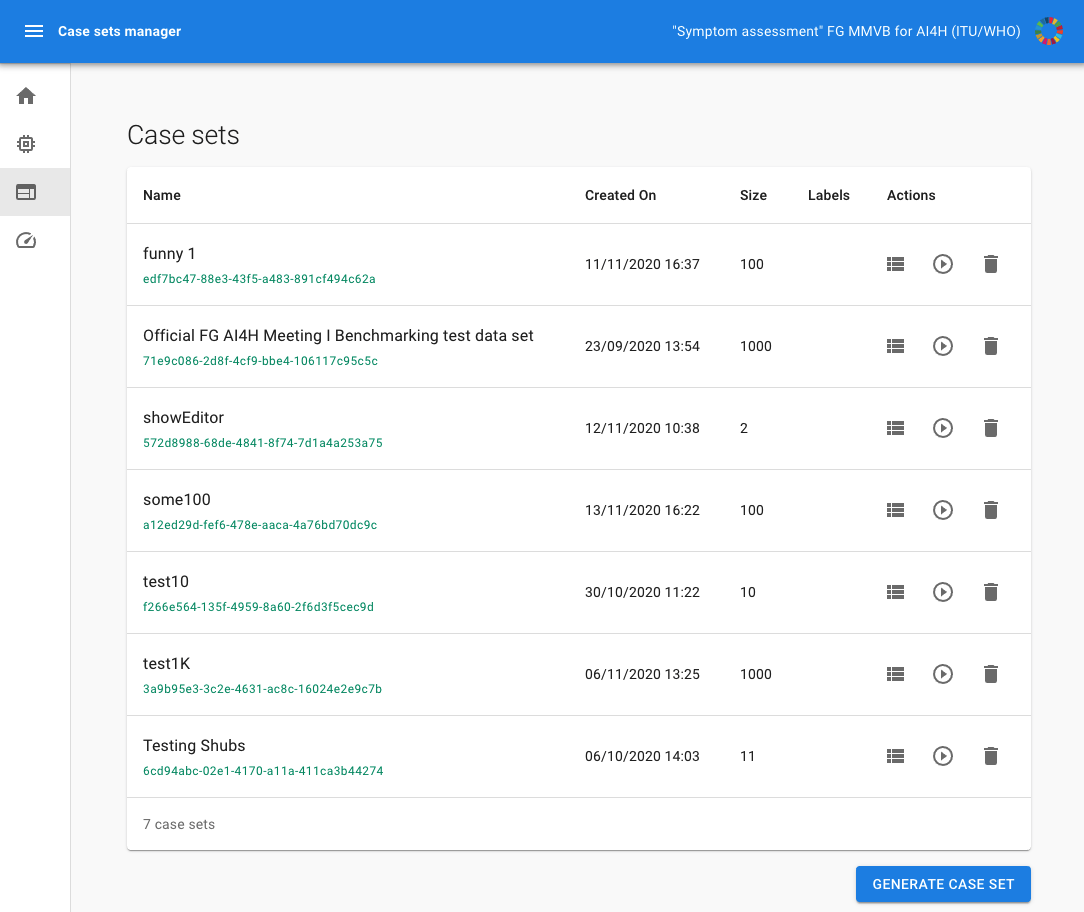 Case sets manager
"Symptom assessment" FG MMVB for AI4H (ITU/WHO)
Case sets
Name Created On Size Labels Actions
funny 1
edf7bc47-88e3-43f5-a483-891cf494c62a
11/11/2020 16:37 100
Official FG AI4H Meeting I Benchmarking test data set
71e9c086-2d8f-4cf9-bbe4-106117c95c5c
23/09/2020 13:54 1000
showEditor
572d8988-68de-4841-8f74-7d1a4a253a75
12/11/2020 10:38 2
some100
a12ed29d-fef6-478e-aaca-4a76bd70dc9c
13/11/2020 16:22 100
test10
f266e564-135f-4959-8a60-2f6d3f5cec9d
30/10/2020 11:22 10
test1K
3a9b95e3-3c2e-4631-ac8c-16024e2e9c7b
06/11/2020 13:25 1000
Testing Shubs
6cd94abc-02e1-4170-a11a-411ca3b44274
06/10/2020 14:03 11
7 case sets
GENERATE CASE SET